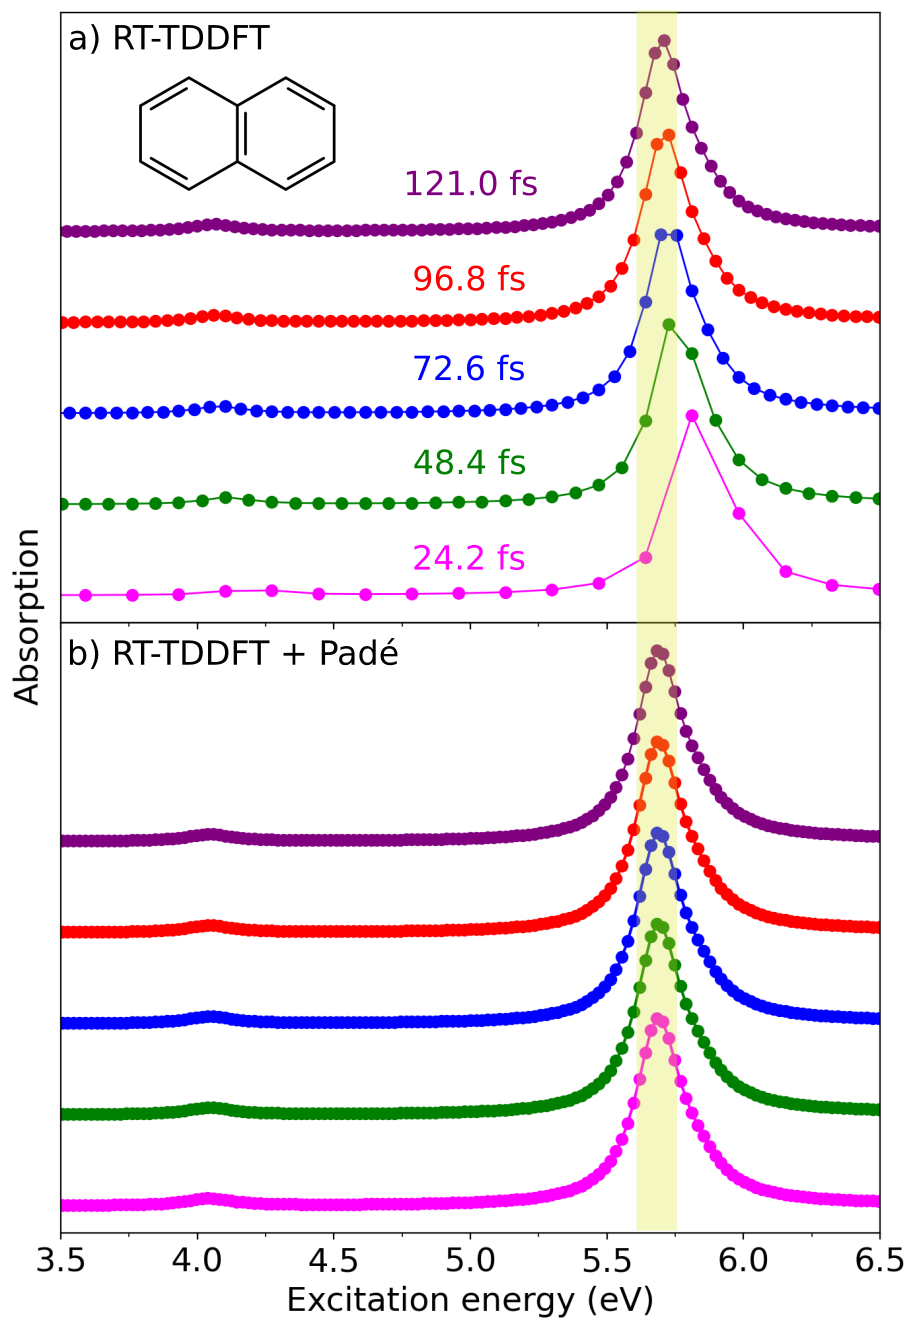 a) RT-TDDFT
121.0 fs
96.8 fs
72.6 fs
48.4 fs
24.2 fs
Absorption
b) RT-TDDFT + Padé
3.5 4.0 4.5 5.0 5.5 6.0 6.5
Excitation energy (eV)